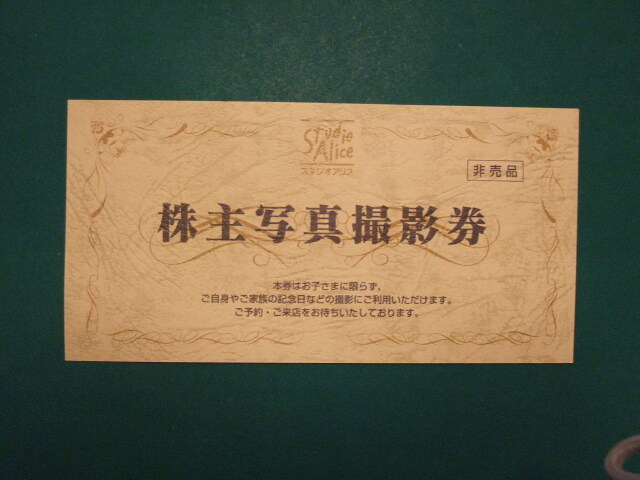 Studio
Alice
スタジオアリス
非売品
株主写真撮影券
本券はお子さまに限らず、
ご自身やご家族の記念日などの撮影にご利用いただけます。
ご予約・ご来店をお待ちいたしております。